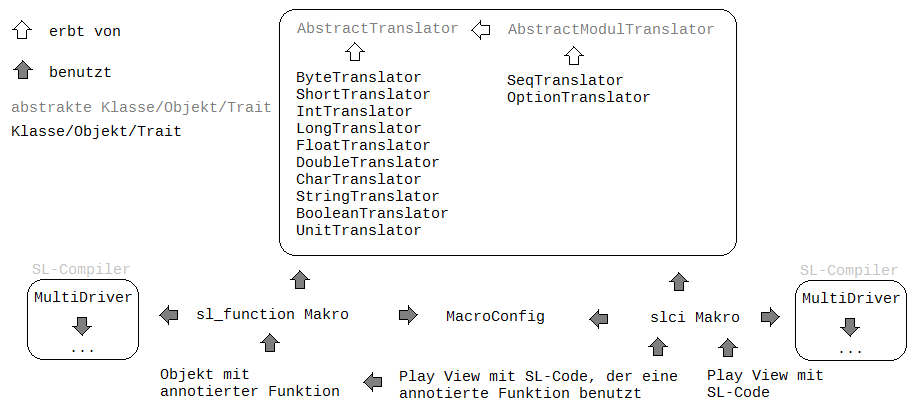 erbt von
benutzt
abstrakte Klasse/Objekt/Trait
Klasse/Objekt/Trait
AbstractTranslator
AbstractModulTranslator
ByteTranslator
ShortTranslator
IntTranslator
LongTranslator
FloatTranslator
DoubleTranslator
CharTranslator
StringTranslator
BooleanTranslator
UnitTranslator
SeqTranslator
OptionTranslator
SL-Compiler
MultiDriver
...
sl_function Makro
MacroConfig
slci Makro
SL-Compiler
MultiDriver
...
Objekt mit
annotierter Funktion
Play View mit SL-Code, der eine
annotierte Funktion benutzt
Play View mit
SL-Code